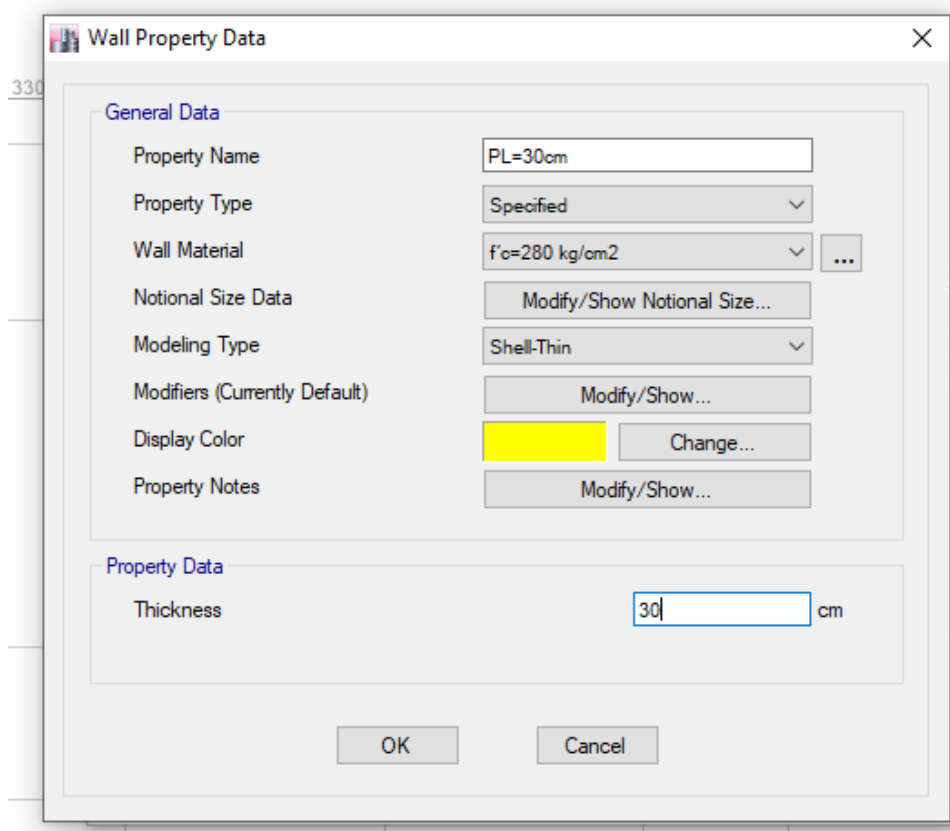 Wall Property Data
330
General Data
Property Name PL=30cm
Property Type Specified
Wall Material f'c=280 kg/cm2 ...
Notional Size Data Modify/Show Notional Size...
Modeling Type Shell-Thin
Modifiers (Currently Default) Modify/Show...
Display Color Change...
Property Notes Modify/Show...
Property Data
Thickness 30 cm
OK Cancel